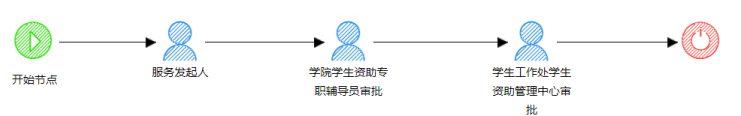 开始节点
服务发起人
学院学生资助专
职辅导员审批
学生工作处学生
资助管理中心审
批